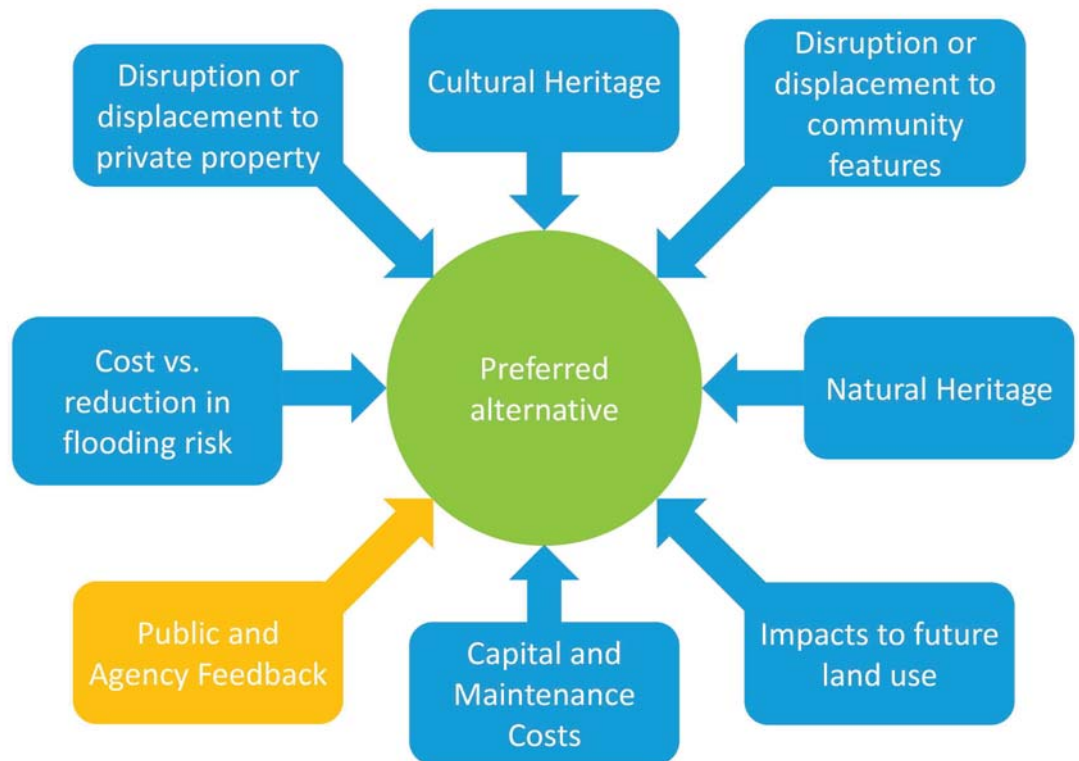 Disruption or
displacement to
private property
Cultural Heritage
Disruption or
displacement to
community
features
Cost vs.
reduction in
flooding risk
Preferred
alternative
Natural Heritage
Public and
Agency Feedback
Capital and
Maintenance
Costs
Impacts to future
land use